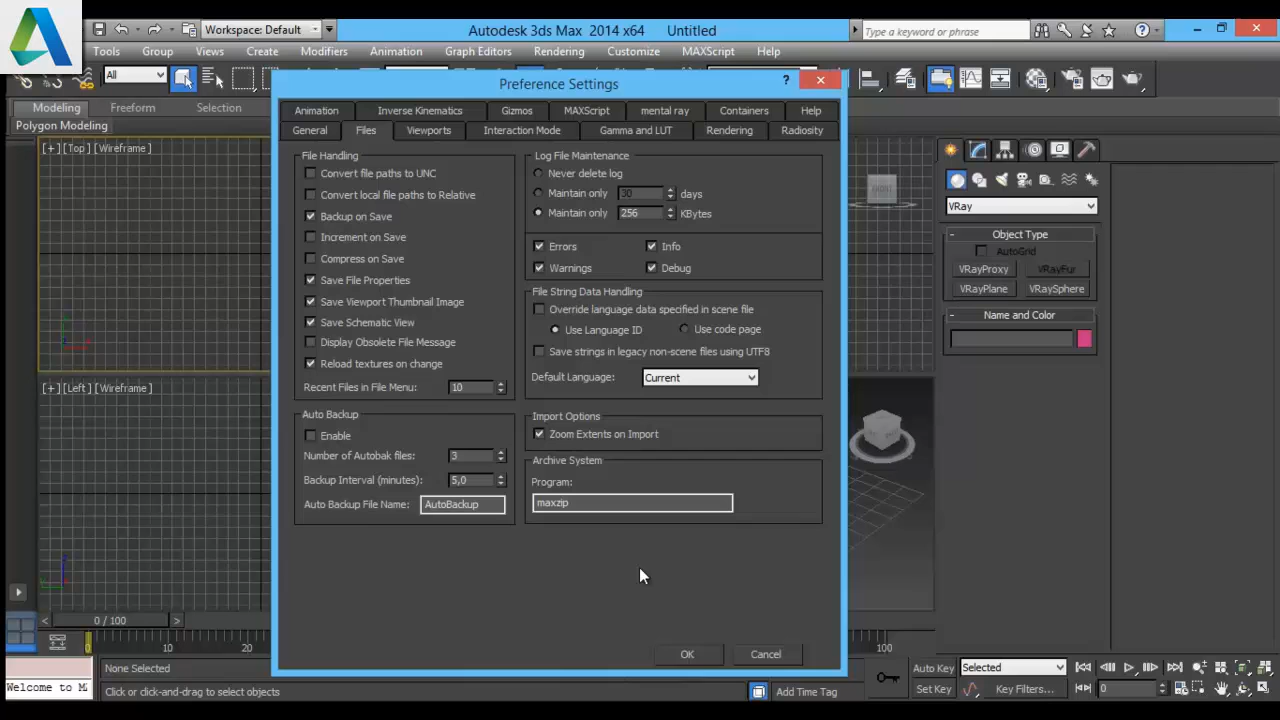 Workspace: Default
Autodesk 3ds Max 2014 x64 Untitled
Type a keyword or phrase
Tools Group Views Create Modifiers Animation Graph Editors Rendering Customize MAXScript Help
All
Preference Settings
?
Modeling Freeform Selection
Polygon Modeling
Animation Inverse Kinematics Gizmos MAXScript mental ray Containers Help
General Files Viewports Interaction Mode Gamma and LUT Rendering Radiosity
[+] [Top] [Wireframe]
File Handling
Convert file paths to UNC
Convert local file paths to Relative
Backup on Save
Increment on Save
Compress on Save
Save File Properties
Save Viewport Thumbnail Image
Save Schematic View
Display Obsolete File Message
Reload textures on change
Recent Files in File Menu: 10
Auto Backup
Enable
Number of Autobak files: 3
Backup Interval (minutes): 5,0
Auto Backup File Name: AutoBackup
Log File Maintenance
Never delete log
Maintain only 30 days
Maintain only 256 KBytes
Errors Info
Warnings Debug
File String Data Handling
Override language data specified in scene file
Use Language ID Use code page
Save strings in legacy non-scene files using UTF8
Default Language: Current
Import Options
Zoom Extents on Import
Archive System
Program:
maxzip
OK Cancel
FRONT
VRay
- Object Type
AutoGrid
VRayProxy VRayFur
VRayPlane VRaySphere
- Name and Color
[+] [Left] [Wireframe]
< 0 / 100 >
0 10 20 100
None Selected
Welcome to M
Click or click-and-drag to select objects
Add Time Tag
Auto Key Selected
Set Key Key Filters... 0